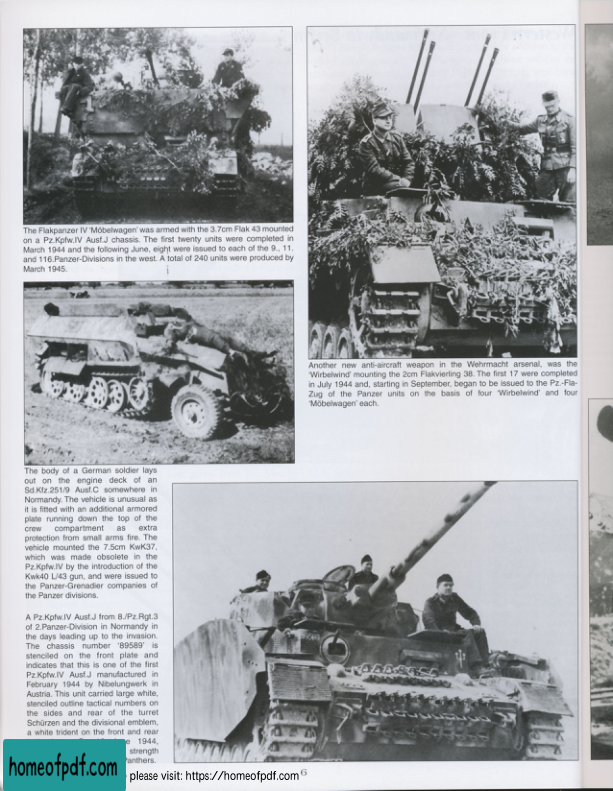 The Flakpanzer IV 'Möbelwagen' was armed with the 3.7cm Flak 43 mounted
on a Pz.Kpfw.IV Ausf.J chassis. The first twenty units were completed in
March 1944 and the following June, eight were issued to each of the 9., 11.
and 116.Panzer-Divisions in the west. A total of 240 units were produced by
March 1945.
Another new anti-aircraft weapon in the Wehrmacht arsenal, was the
'Wirbelwind' mounting the 2cm Flakvierling 38. The first 17 were completed
in July 1944 and, starting in September, began to be issued to the Pz.-Fla-
Zug of the Panzer units on the basis of four 'Wirbelwind' and four
'Möbelwagen' each.
The body of a German soldier lays
out on the engine deck of an
Sd.Kfz.251/9 Ausf.C somewhere in
Normandy. The vehicle is unusual as
it is fitted with an additional armored
plate running down the top of the
crew compartment as extra
protection from small arms fire. The
vehicle mounted the 7.5cm KwK37,
which was made obsolete in the
Pz.Kpfw.IV by the introduction of the
Kwk40 L/43 gun, and were issued to
the Panzer-Grenadier companies of
the Panzer divisions.
A Pz.Kpfw.IV Ausf.J from 8./Pz.Rgt.3
of 2.Panzer-Division in Normandy in
the days leading up to the invasion.
The chassis number '89589' is
stenciled on the front plate and
indicates that this is one of the first
Pz.Kpfw.IV Ausf.J manufactured in
February 1944 by Nibelungwerk in
Austria. This unit carried large white,
stenciled outline tactical numbers on
the sides and rear of the turret
Schürzen and the divisional emblem,
a white trident on the front and rear
1944,
strength
Panthers.
homeofpdf.com
please visit: https://homeofpdf.com
6